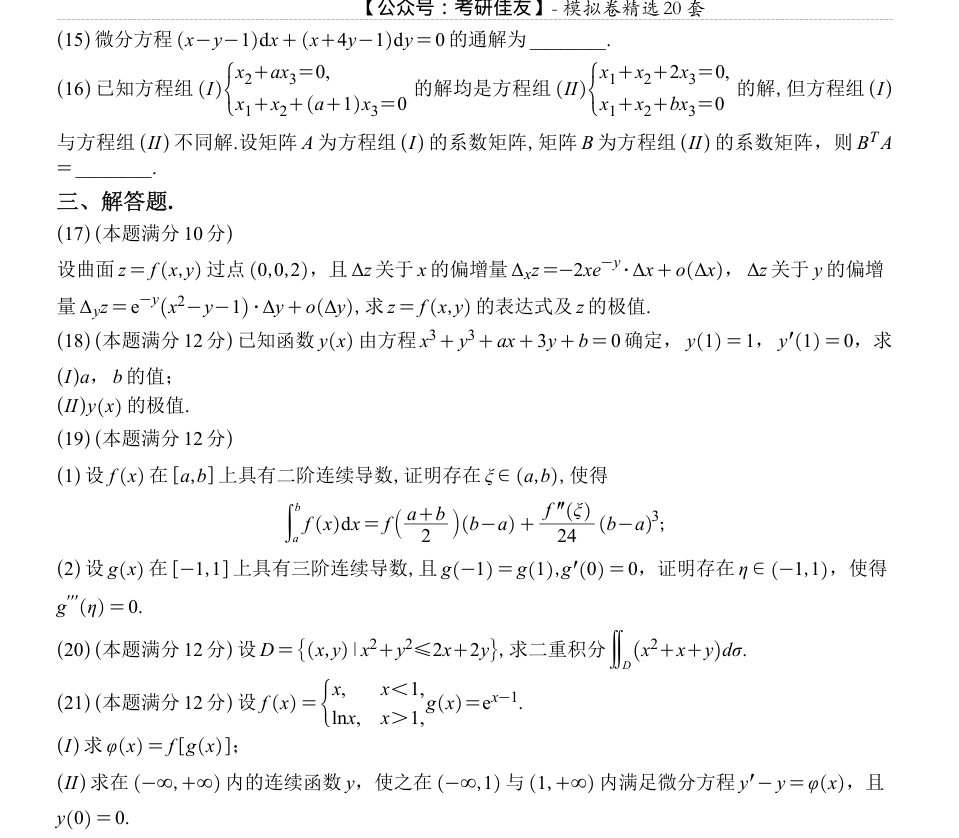 【公众号：考研佳友】- 模拟卷精选 20 套
(15) 微分方程 (x−y−1)dx + (x+4y−1)dy = 0 的通解为 ________.
(16) 已知方程组 (I) {x₂+ax₃=0, x₁+x₂+(a+1)x₃=0 的解均是方程组 (II) {x₁+x₂+2x₃=0, x₁+x₂+bx₃=0 的解, 但方程组 (I)
与方程组 (II) 不同解.设矩阵 A 为方程组 (I) 的系数矩阵, 矩阵 B 为方程组 (II) 的系数矩阵，则 BᵀA
= ________.
三、解答题.
(17) (本题满分 10 分)
设曲面 z = f(x,y) 过点 (0,0,2)，且 Δz 关于 x 的偏增量 Δₓz =−2xe^{−y}·Δx + o(Δx)， Δz 关于 y 的偏增
量 Δ_y z = e^{−y}(x²−y−1)·Δy + o(Δy), 求 z = f(x,y) 的表达式及 z 的极值.
(18) (本题满分 12 分) 已知函数 y(x) 由方程 x³ + y³ + ax + 3y + b = 0 确定， y(1) = 1， y′(1) = 0，求
(I)a， b 的值；
(II)y(x) 的极值.
(19) (本题满分 12 分)
(1) 设 f(x) 在 [a,b] 上具有二阶连续导数, 证明存在 ξ∈ (a,b), 使得
∫_a^b f(x)dx = f((a+b)/2)(b−a) + f″(ξ)/24 (b−a)³;
(2) 设 g(x) 在 [−1,1] 上具有三阶连续导数, 且 g(−1) = g(1),g′(0) = 0，证明存在 η∈ (−1,1)，使得
g‴(η) = 0.
(20) (本题满分 12 分) 设 D = {(x,y) | x²+y²⩽2x+2y}, 求二重积分 ∬_D (x²+x+y)dσ.
(21) (本题满分 12 分) 设 f(x) = {x, x<1, lnx, x>1, g(x)=e^{x−1}.
(I) 求 φ(x) = f[g(x)]；
(II) 求在 (−∞,+∞) 内的连续函数 y，使之在 (−∞,1) 与 (1,+∞) 内满足微分方程 y′ − y = φ(x)，且
y(0) = 0.